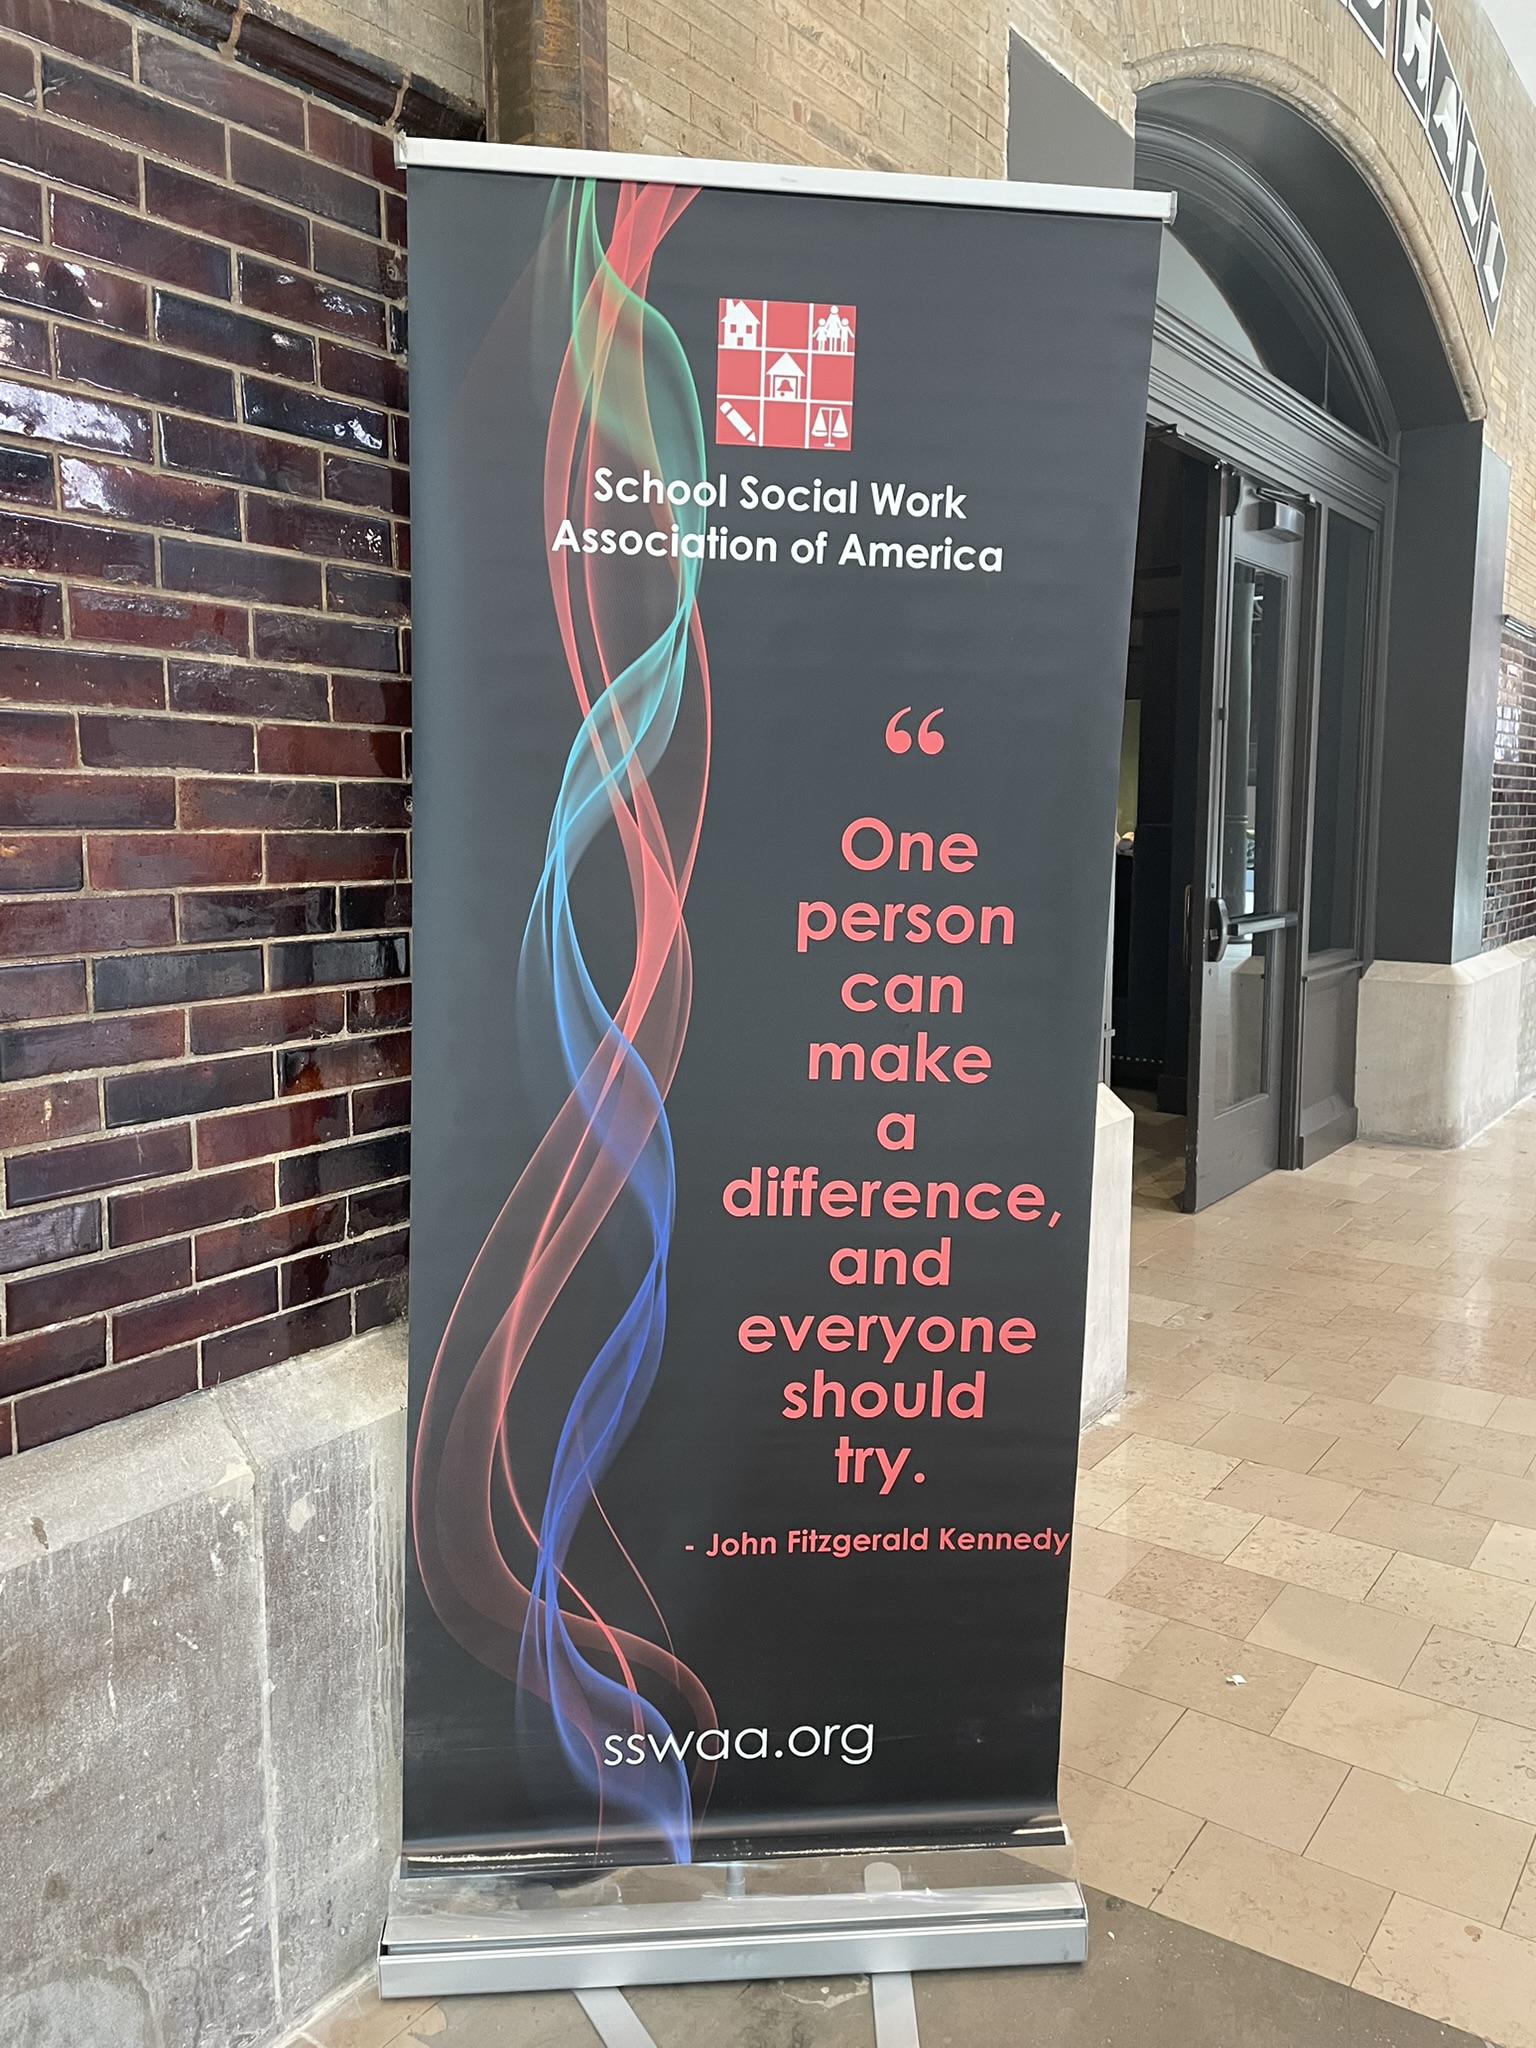 School Social Work
Association of America
“
One
person
can
make
a
difference,
and
everyone
should
try.
- John Fitzgerald Kennedy
sswaa.org
HALL